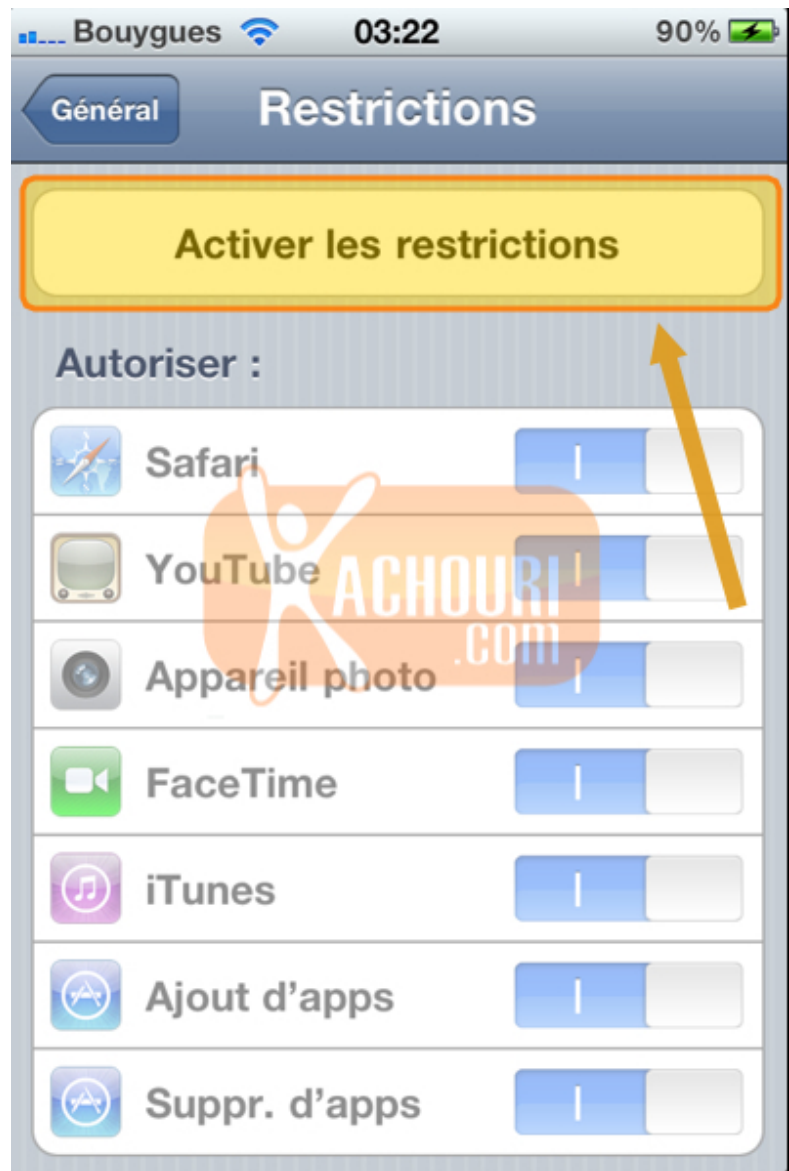 Bouygues 03:22 90%
Général Restrictions
Activer les restrictions
Autoriser :
Safari
YouTube
KACHOURI
.COM
Appareil photo
FaceTime
iTunes
Ajout d'apps
Suppr. d'apps